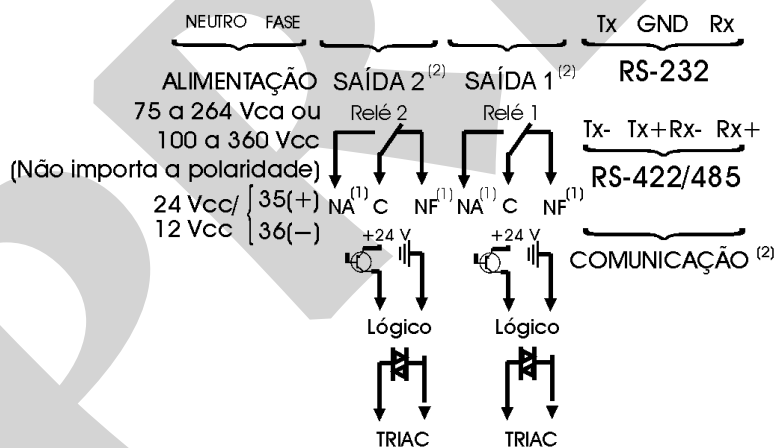 NEUTRO FASE
Tx GND Rx
ALIMENTAÇÃO SAÍDA 2 (2) SAÍDA 1 (2)
RS-232
75 a 264 Vca ou
100 a 360 Vcc
(Não importa a polaridade)
Relé 2
Relé 1
Tx- Tx+ Rx- Rx+
RS-422/485
24 Vcc/ 35(+)
12 Vcc 36(−)
NA(1) C NF(1) NA(1) C NF(1)
+24 V
+24 V
COMUNICAÇÃO (2)
Lógico
Lógico
TRIAC
TRIAC